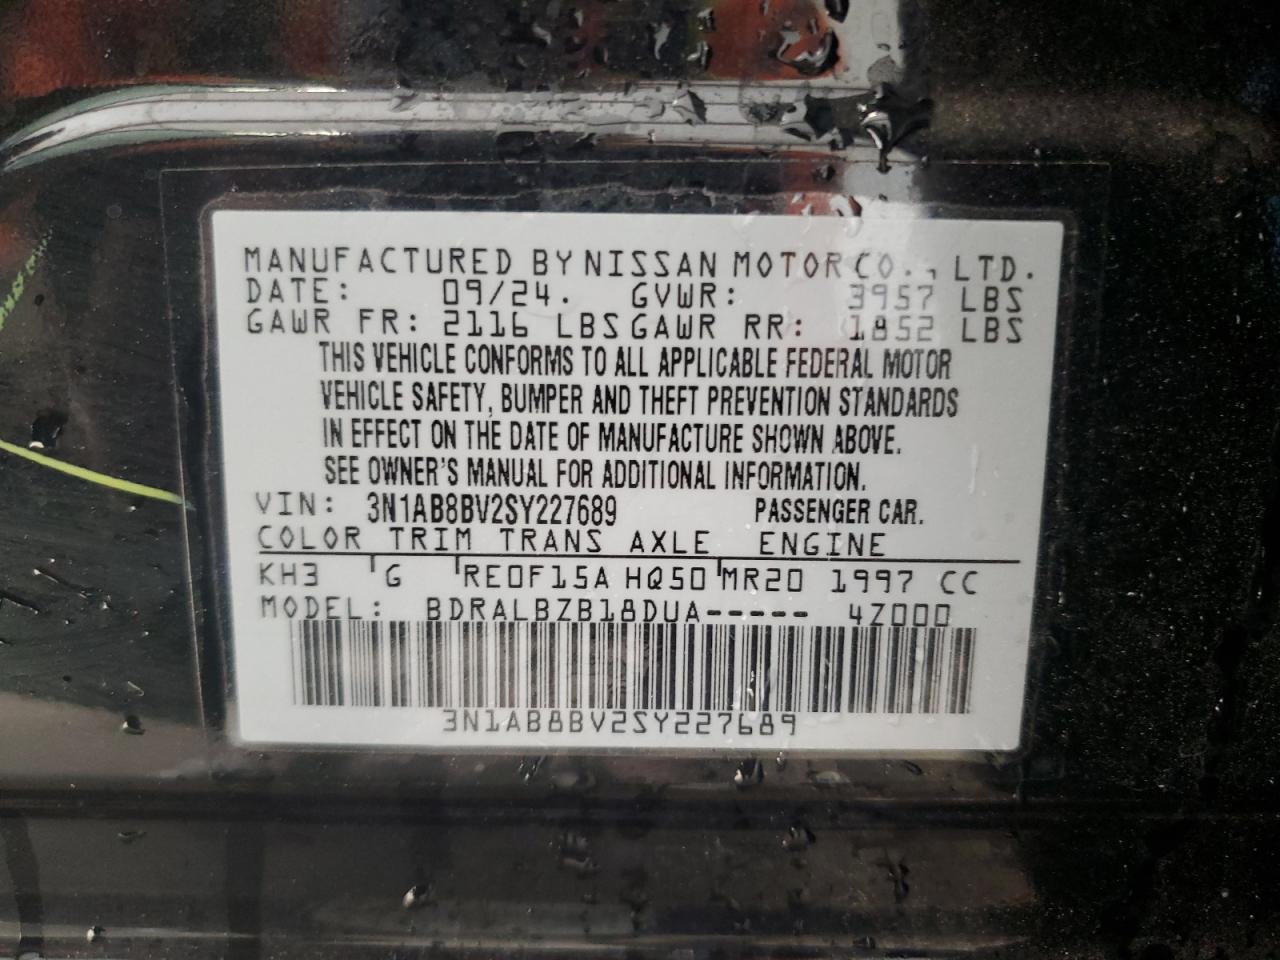 MANUFACTURED BY NISSAN MOTOR CO., LTD.
DATE: 09/24. GVWR: 3957 LBS
GAWR FR: 2116 LBS GAWR RR: 1852 LBS
THIS VEHICLE CONFORMS TO ALL APPLICABLE FEDERAL MOTOR
VEHICLE SAFETY, BUMPER AND THEFT PREVENTION STANDARDS
IN EFFECT ON THE DATE OF MANUFACTURE SHOWN ABOVE.
SEE OWNER'S MANUAL FOR ADDITIONAL INFORMATION.
VIN: 3N1AB8BV2SY227689 PASSENGER CAR.
COLOR TRIM TRANS AXLE ENGINE
KH3 G RE0F15A HQ50 MR20 1997 CC
MODEL: BDRALBZB18DUA----- 4Z000
3N1AB8BV2SY227689